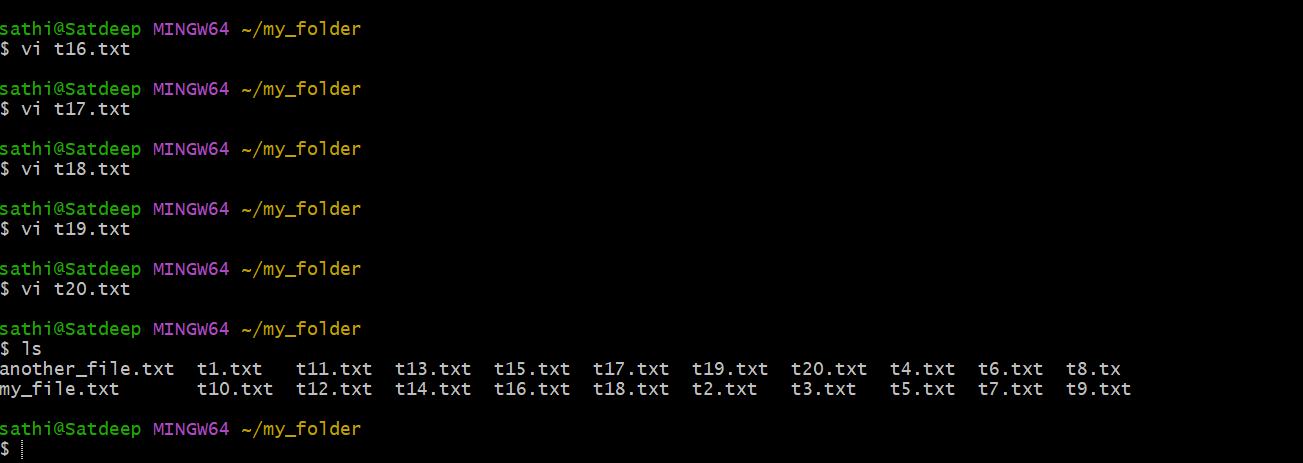 sathi@Satdeep MINGW64 ~/my_folder
$ vi t16.txt
sathi@Satdeep MINGW64 ~/my_folder
$ vi t17.txt
sathi@Satdeep MINGW64 ~/my_folder
$ vi t18.txt
sathi@Satdeep MINGW64 ~/my_folder
$ vi t19.txt
sathi@Satdeep MINGW64 ~/my_folder
$ vi t20.txt
sathi@Satdeep MINGW64 ~/my_folder
$ ls
another_file.txt  t1.txt   t11.txt  t13.txt  t15.txt  t17.txt  t19.txt  t20.txt  t4.txt  t6.txt  t8.tx
my_file.txt       t10.txt  t12.txt  t14.txt  t16.txt  t18.txt  t2.txt   t3.txt   t5.txt  t7.txt  t9.txt
sathi@Satdeep MINGW64 ~/my_folder
$